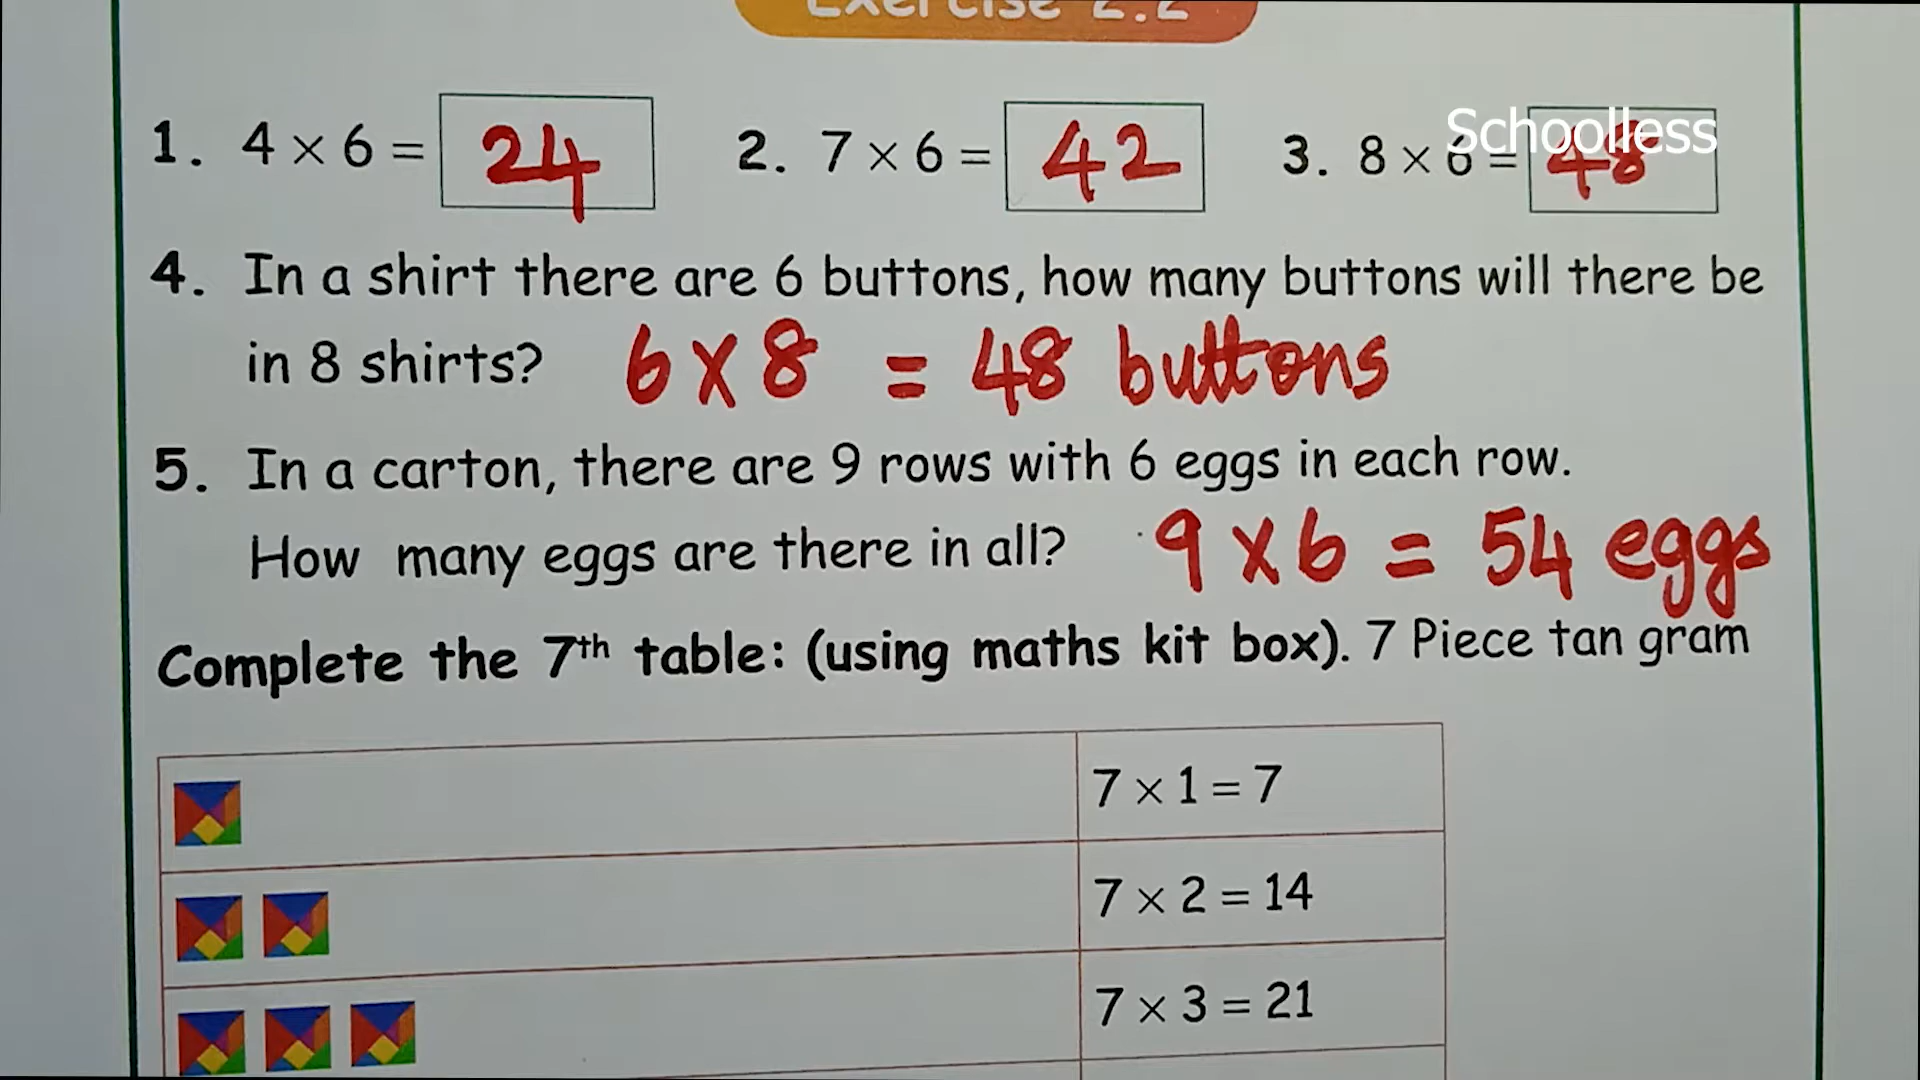 Exercise 2.2
1. 4 × 6 = 24 2. 7 × 6 = 42 3. 8 × 6 = 48
Schoolless
4. In a shirt there are 6 buttons, how many buttons will there be
in 8 shirts? 6 x 8 = 48 buttons
5. In a carton, there are 9 rows with 6 eggs in each row.
How many eggs are there in all? 9 x 6 = 54 eggs
Complete the 7th table: (using maths kit box). 7 Piece tan gram
7 × 1 = 7
7 × 2 = 14
7 × 3 = 21